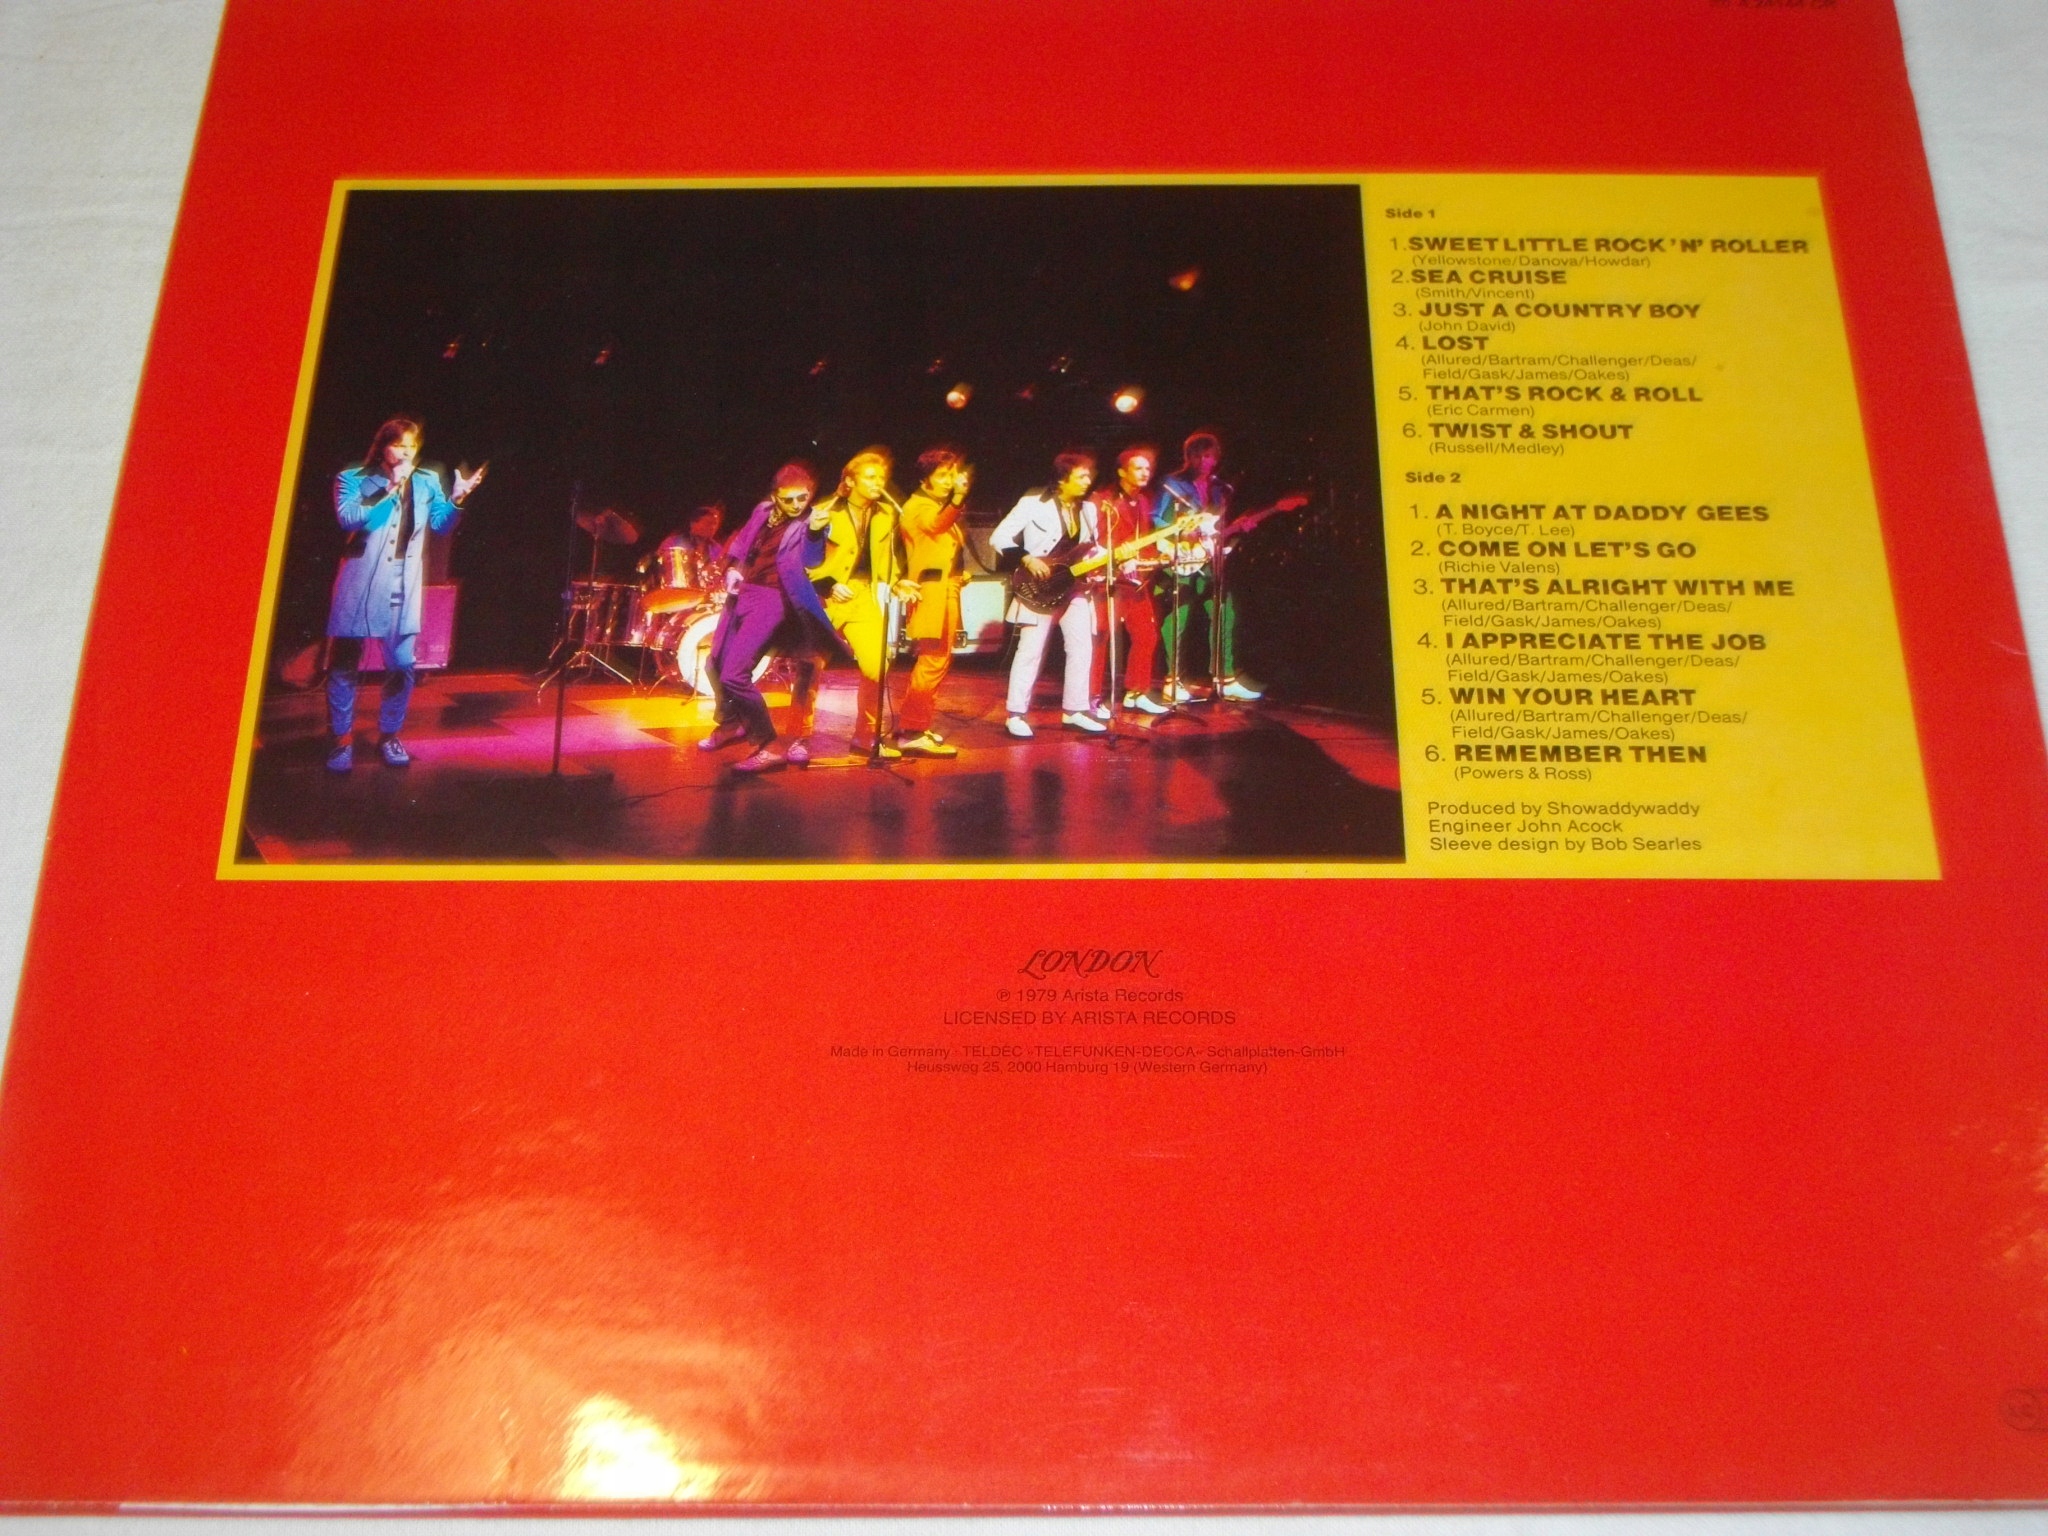 Side 1
1. SWEET LITTLE ROCK 'N' ROLLER
(Yellowstone/Danova/Howdar)
2. SEA CRUISE
(Smith/Vincent)
3. JUST A COUNTRY BOY
(John David)
4. LOST
(Allured/Bartram/Challenger/Deas/
Field/Gask/James/Oakes)
5. THAT'S ROCK & ROLL
(Eric Carmen)
6. TWIST & SHOUT
(Russell/Medley)
Side 2
1. A NIGHT AT DADDY GEES
(T. Boyce/T. Lee)
2. COME ON LET'S GO
(Richie Valens)
3. THAT'S ALRIGHT WITH ME
(Allured/Bartram/Challenger/Deas/
Field/Gask/James/Oakes)
4. I APPRECIATE THE JOB
(Allured/Bartram/Challenger/Deas/
Field/Gask/James/Oakes)
5. WIN YOUR HEART
(Allured/Bartram/Challenger/Deas/
Field/Gask/James/Oakes)
6. REMEMBER THEN
(Powers & Ross)
Produced by Showaddywaddy
Engineer John Acock
Sleeve design by Bob Searles
LONDON
℗ 1979 Arista Records
LICENSED BY ARISTA RECORDS
Made in Germany · TELDEC »TELEFUNKEN-DECCA« Schallplatten-GmbH
Heussweg 25, 2000 Hamburg 19 (Western Germany)